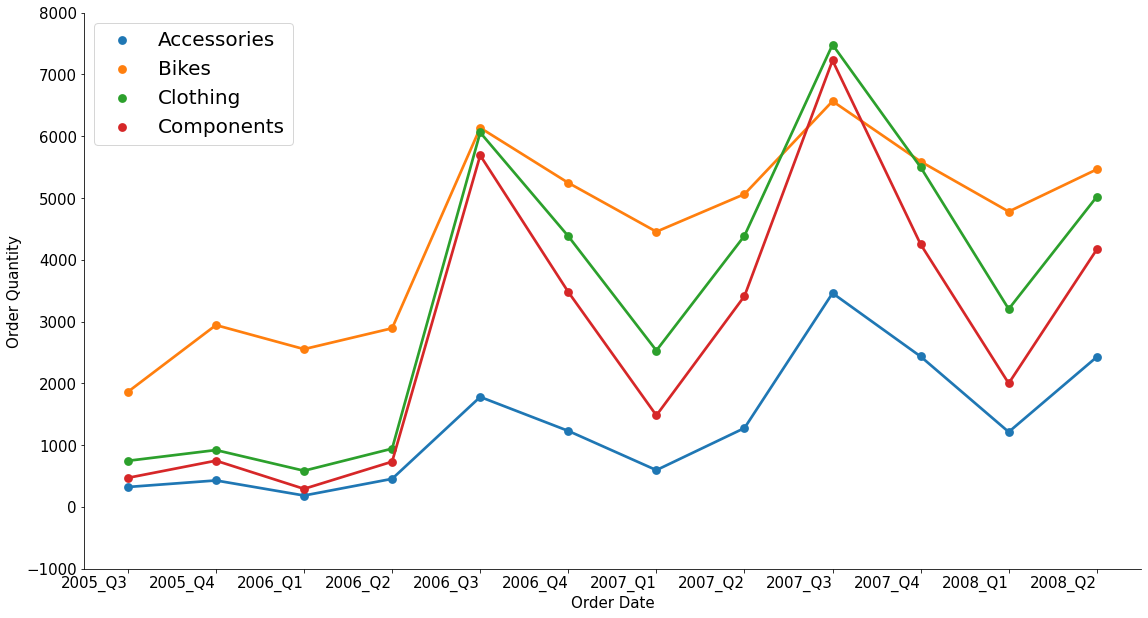 8000
7000
6000
5000
4000
3000
2000
1000
0
−1000
Order Quantity
Accessories
Bikes
Clothing
Components
2005_Q3 2005_Q4 2006_Q1 2006_Q2 2006_Q3 2006_Q4 2007_Q1 2007_Q2 2007_Q3 2007_Q4 2008_Q1 2008_Q2
Order Date